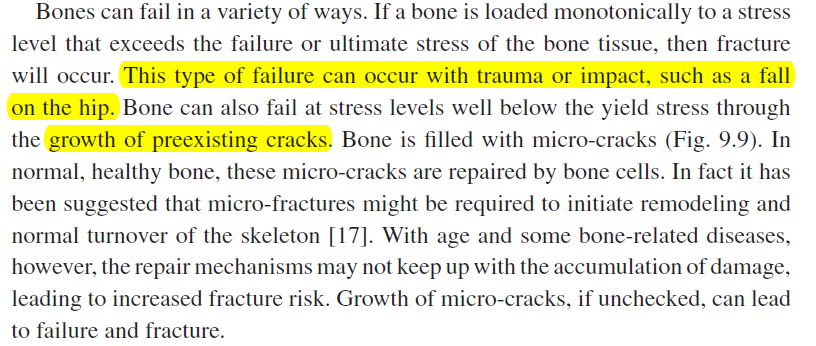 Bones can fail in a variety of ways. If a bone is loaded monotonically to a stress
level that exceeds the failure or ultimate stress of the bone tissue, then fracture
will occur. This type of failure can occur with trauma or impact, such as a fall
on the hip. Bone can also fail at stress levels well below the yield stress through
the growth of preexisting cracks. Bone is filled with micro-cracks (Fig. 9.9). In
normal, healthy bone, these micro-cracks are repaired by bone cells. In fact it has
been suggested that micro-fractures might be required to initiate remodeling and
normal turnover of the skeleton [17]. With age and some bone-related diseases,
however, the repair mechanisms may not keep up with the accumulation of damage,
leading to increased fracture risk. Growth of micro-cracks, if unchecked, can lead
to failure and fracture.